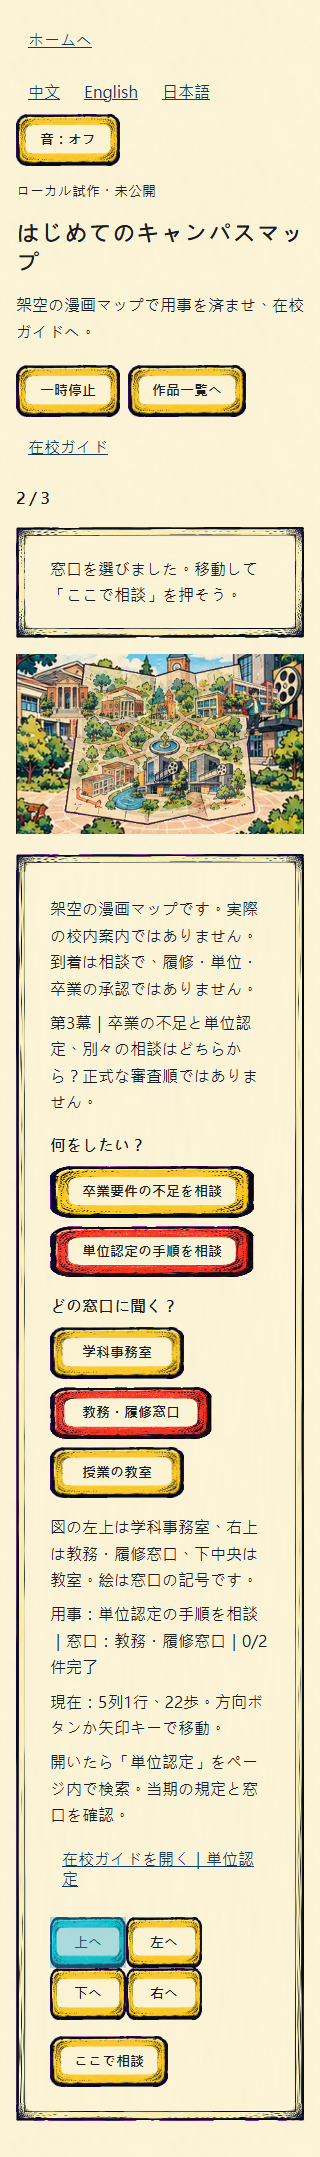 ホームへ
中文 English 日本語
音：オフ
ローカル試作・未公開
はじめてのキャンパスマッ
プ
架空の漫画マップで用事を済ませ、在校
ガイドへ。
一時停止 作品一覧へ
在校ガイド
2 / 3
窓口を選びました。移動して
「ここで相談」を押そう。
架空の漫画マップです。実際
の校内案内ではありません。
到着は相談で、履修・単位・
卒業の承認ではありません。
第3幕｜卒業の不足と単位認
定、別々の相談はどちらか
ら？正式な審査順ではありま
せん。
何をしたい？
卒業要件の不足を相談
単位認定の手順を相談
どの窓口に聞く？
学科事務室
教務・履修窓口
授業の教室
図の左上は学科事務室、右上
は教務・履修窓口、下中央は
教室。絵は窓口の記号です。
用事：単位認定の手順を相談
｜窓口：教務・履修窓口｜0/2
件完了
現在：5列1行、22歩。方向ボ
タンか矢印キーで移動。
開いたら「単位認定」をペー
ジ内で検索。当期の規定と窓
口を確認。
在校ガイドを開く｜単位認
定
上へ 左へ
下へ 右へ
ここで相談